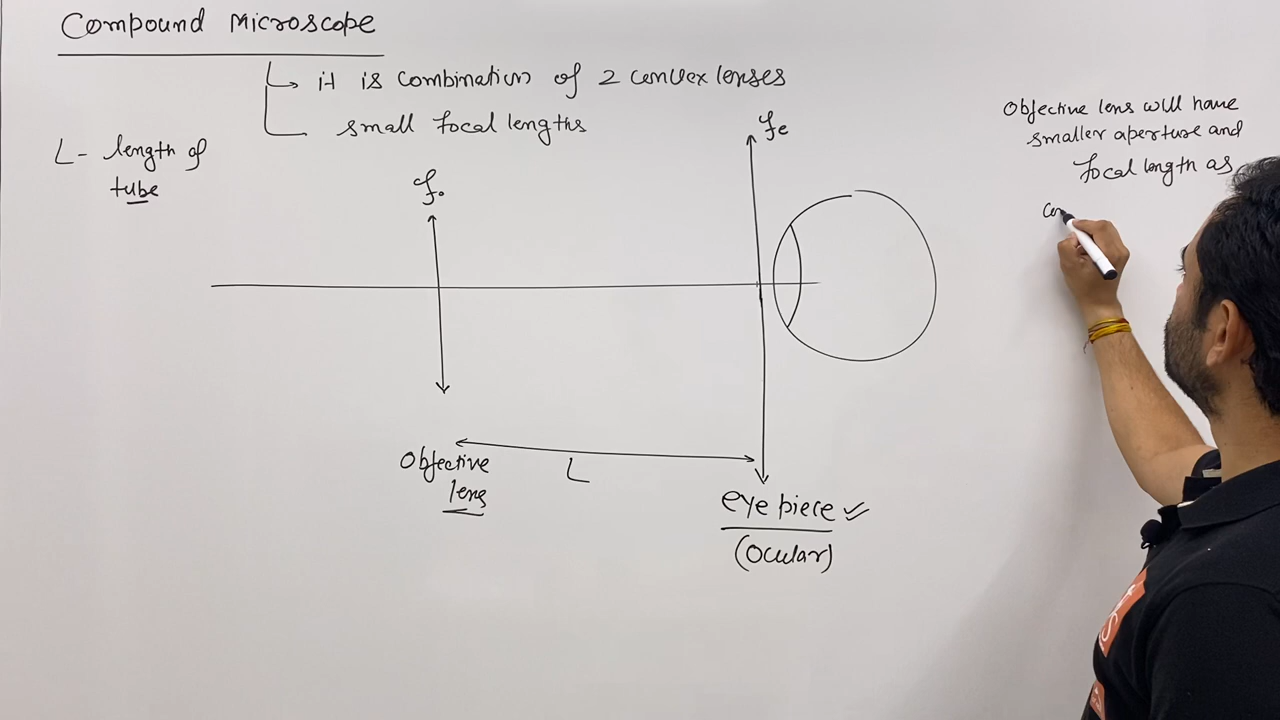 Compound Microscope
it is combination of 2 convex lenses
small focal lengths
L - length of
tube
fo
fe
Objective lens will have
smaller aperture and
focal length as
Objective
lens
L
eye piece
(Ocular)